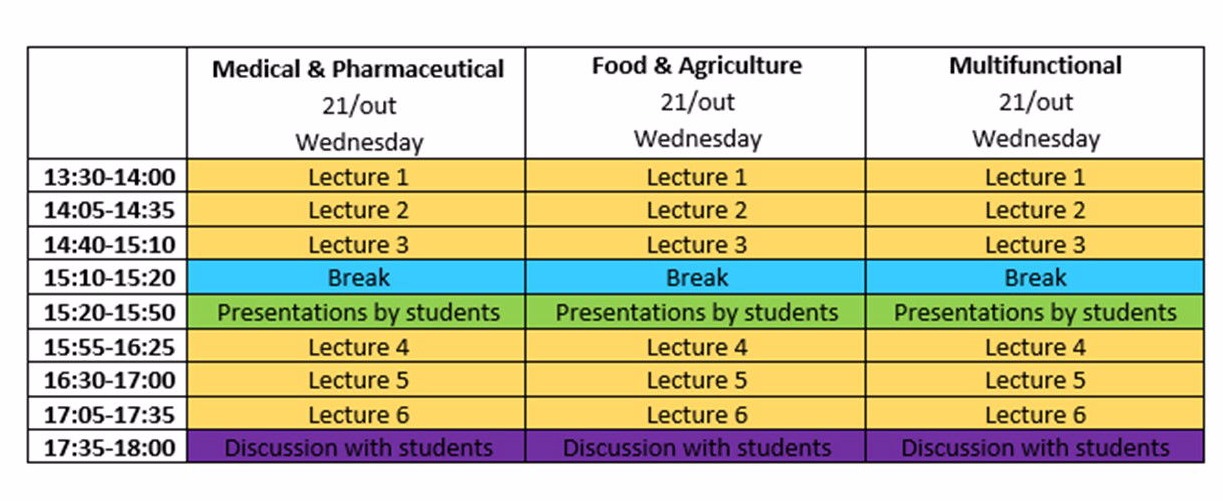 Medical & Pharmaceutical Food & Agriculture Multifunctional
21/out 21/out 21/out
Wednesday Wednesday Wednesday
13:30-14:00 Lecture 1 Lecture 1 Lecture 1
14:05-14:35 Lecture 2 Lecture 2 Lecture 2
14:40-15:10 Lecture 3 Lecture 3 Lecture 3
15:10-15:20 Break Break Break
15:20-15:50 Presentations by students Presentations by students Presentations by students
15:55-16:25 Lecture 4 Lecture 4 Lecture 4
16:30-17:00 Lecture 5 Lecture 5 Lecture 5
17:05-17:35 Lecture 6 Lecture 6 Lecture 6
17:35-18:00 Discussion with students Discussion with students Discussion with students